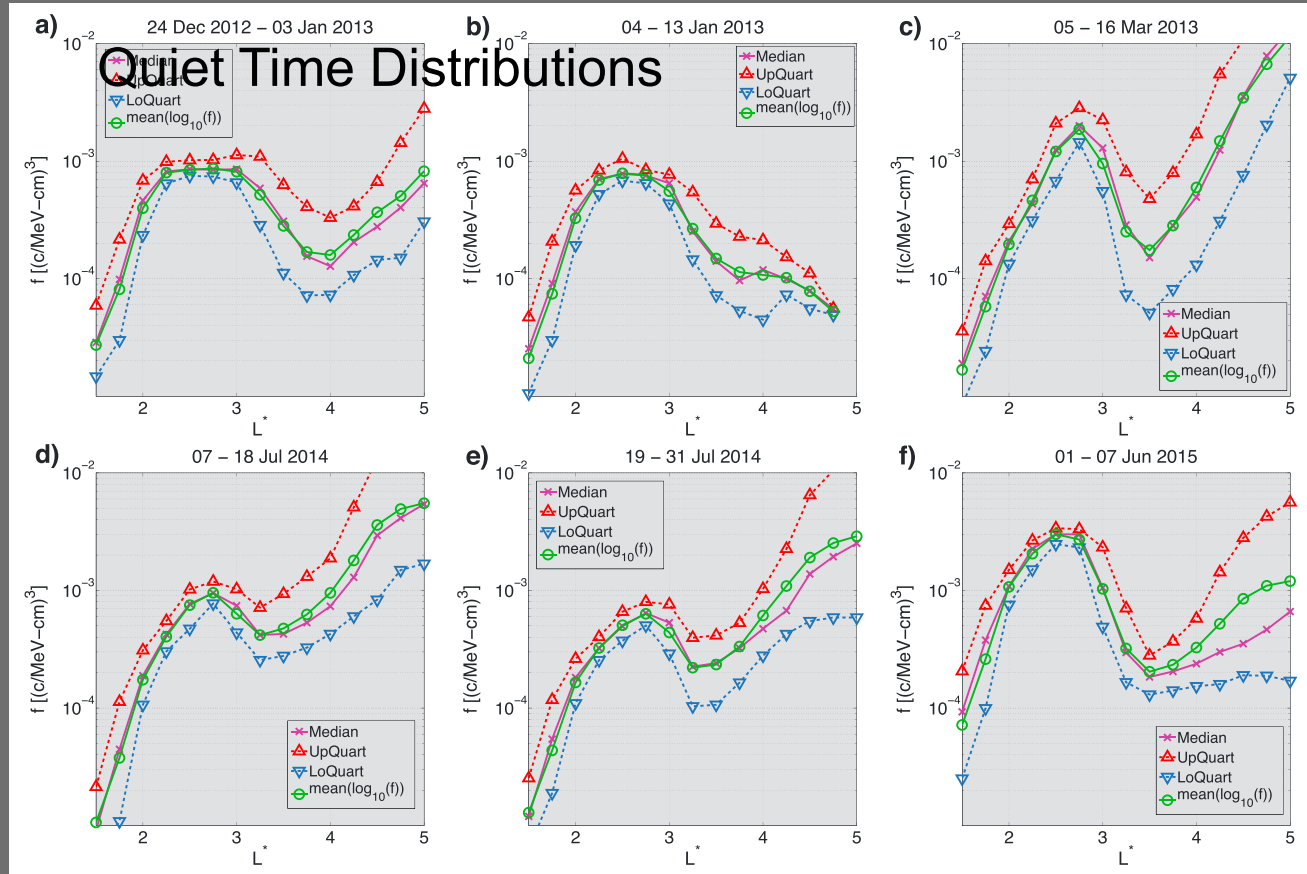 Quiet Time Distributions
a) 24 Dec 2012 – 03 Jan 2013
10⁻²
10⁻³
10⁻⁴
f [(c/MeV–cm)³]
Median
UpQuart
LoQuart
mean(log₁₀(f))
2 3 4 5
L*
b) 04 – 13 Jan 2013
10⁻²
10⁻³
10⁻⁴
f [(c/MeV–cm)³]
Median
UpQuart
LoQuart
mean(log₁₀(f))
2 3 4 5
L*
c) 05 – 16 Mar 2013
10⁻²
10⁻³
10⁻⁴
f [(c/MeV–cm)³]
Median
UpQuart
LoQuart
mean(log₁₀(f))
2 3 4 5
L*
d) 07 – 18 Jul 2014
10⁻²
10⁻³
10⁻⁴
f [(c/MeV–cm)³]
Median
UpQuart
LoQuart
mean(log₁₀(f))
2 3 4 5
L*
e) 19 – 31 Jul 2014
10⁻²
10⁻³
10⁻⁴
f [(c/MeV–cm)³]
Median
UpQuart
LoQuart
mean(log₁₀(f))
2 3 4 5
L*
f) 01 – 07 Jun 2015
10⁻²
10⁻³
10⁻⁴
f [(c/MeV–cm)³]
Median
UpQuart
LoQuart
mean(log₁₀(f))
2 3 4 5
L*